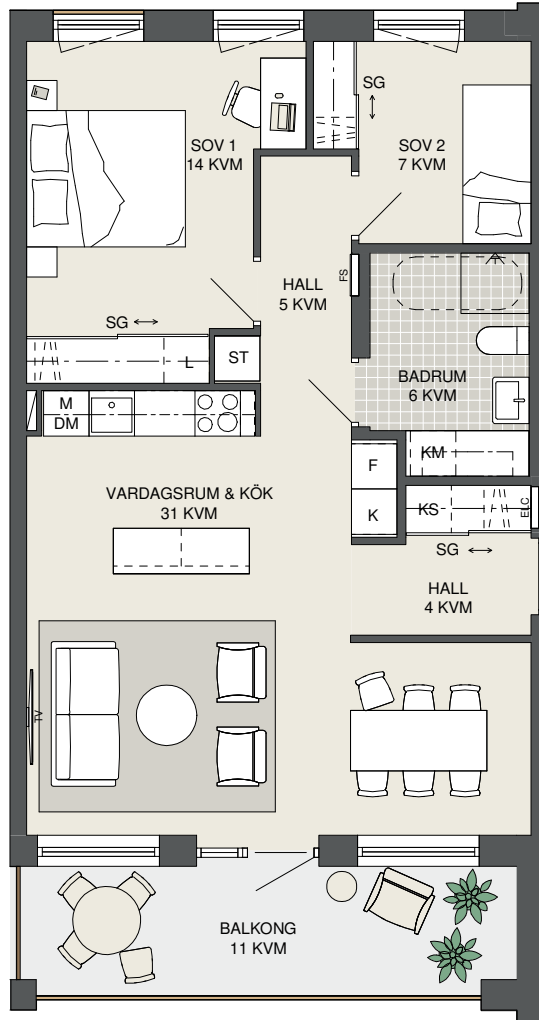 SG
SOV 1
14 KVM
SOV 2
7 KVM
HALL
5 KVM
FS
SG
L
ST
BADRUM
6 KVM
M
DM
KM
F
K
VARDAGSRUM & KÖK
31 KVM
KS
ELC
SG
HALL
4 KVM
TV
BALKONG
11 KVM